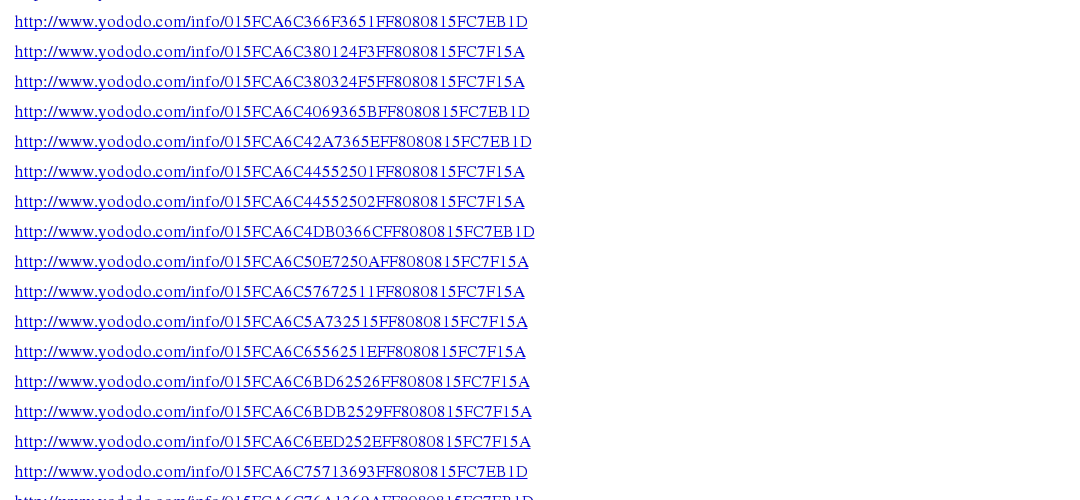 http://www.yododo.com/info/015FCA6C366F3651FF8080815FC7EB1D
http://www.yododo.com/info/015FCA6C380124F3FF8080815FC7F15A
http://www.yododo.com/info/015FCA6C380324F5FF8080815FC7F15A
http://www.yododo.com/info/015FCA6C4069365BFF8080815FC7EB1D
http://www.yododo.com/info/015FCA6C42A7365EFF8080815FC7EB1D
http://www.yododo.com/info/015FCA6C44552501FF8080815FC7F15A
http://www.yododo.com/info/015FCA6C44552502FF8080815FC7F15A
http://www.yododo.com/info/015FCA6C4DB0366CFF8080815FC7EB1D
http://www.yododo.com/info/015FCA6C50E7250AFF8080815FC7F15A
http://www.yododo.com/info/015FCA6C57672511FF8080815FC7F15A
http://www.yododo.com/info/015FCA6C5A732515FF8080815FC7F15A
http://www.yododo.com/info/015FCA6C6556251EFF8080815FC7F15A
http://www.yododo.com/info/015FCA6C6BD62526FF8080815FC7F15A
http://www.yododo.com/info/015FCA6C6BDB2529FF8080815FC7F15A
http://www.yododo.com/info/015FCA6C6EED252EFF8080815FC7F15A
http://www.yododo.com/info/015FCA6C75713693FF8080815FC7EB1D